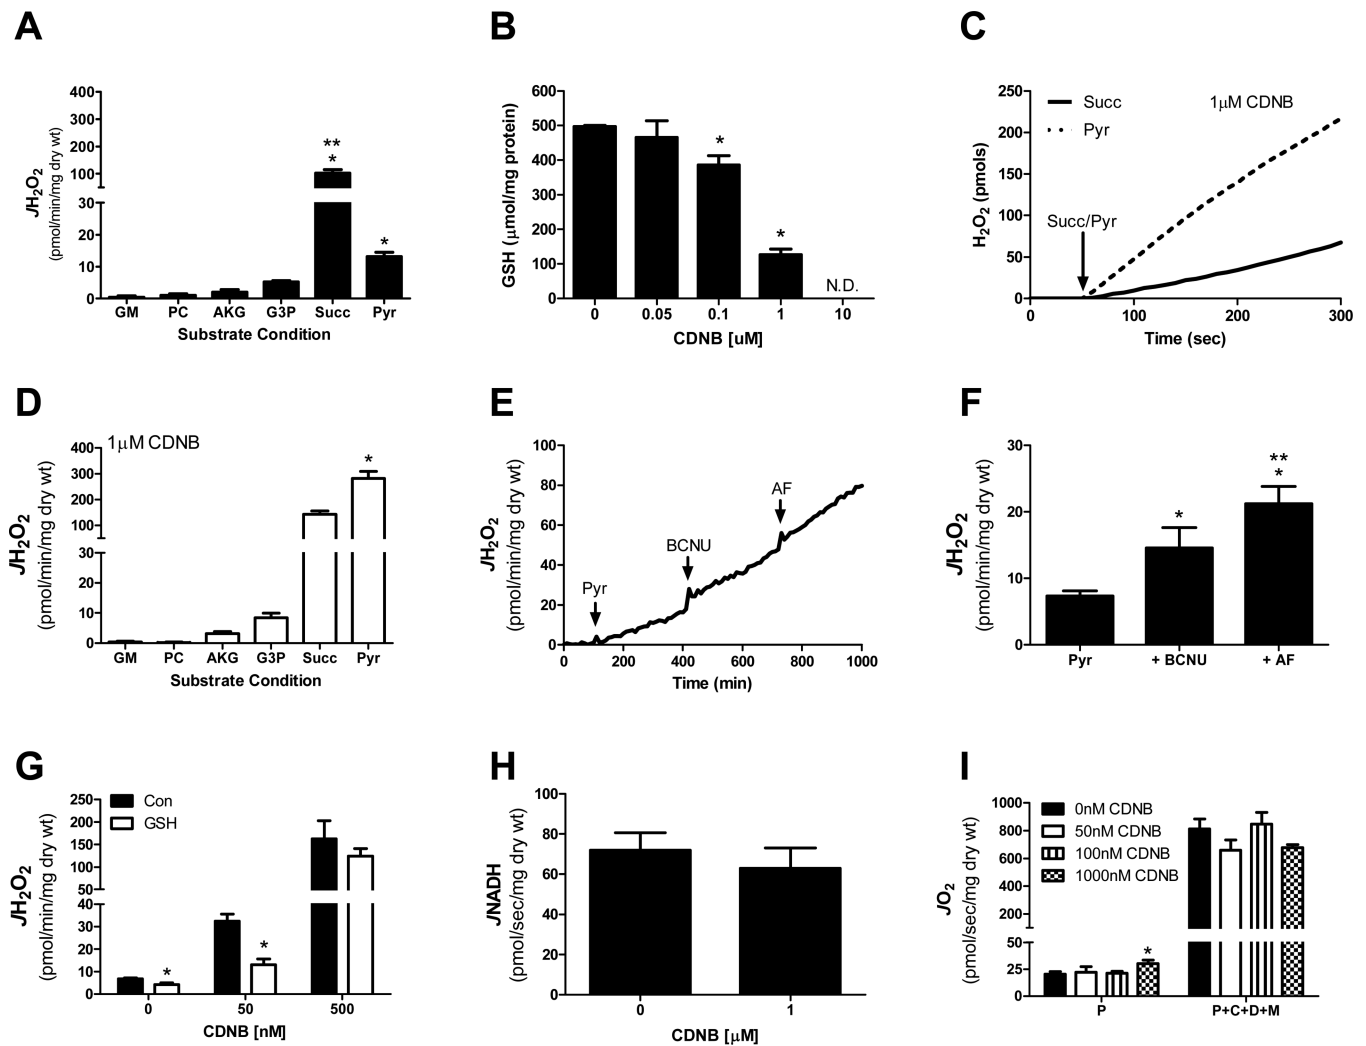 A
JH2O2
(pmol/min/mg dry wt)
400
300
200
100
30
20
10
0
**
*
*
GM PC AKG G3P Succ Pyr
Substrate Condition
B
GSH (μmol/mg protein)
600
500
400
300
200
100
0
*
*
N.D.
0 0.05 0.1 1 10
CDNB [uM]
C
H2O2 (pmols)
250
200
150
100
50
0
Succ
Pyr
1μM CDNB
Succ/Pyr
0 100 200 300
Time (sec)
D
1μM CDNB
JH2O2
(pmol/min/mg dry wt)
400
300
200
100
30
20
10
0
*
GM PC AKG G3P Succ Pyr
Substrate Condition
E
JH2O2
(pmol/min/mg dry wt)
100
80
60
40
20
0
Pyr
BCNU
AF
0 200 400 600 800 1000
Time (min)
F
JH2O2
(pmol/min/mg dry wt)
30
20
10
0
*
**
*
Pyr + BCNU + AF
G
JH2O2
(pmol/min/mg dry wt)
250
200
150
100
50
40
30
20
10
0
Con
GSH
*
*
0 50 500
CDNB [nM]
H
JNADH
(pmol/sec/mg dry wt)
100
80
60
40
20
0
0 1
CDNB [μM]
I
JO2
(pmol/sec/mg dry wt)
1000
800
600
400
200
50
25
0
0nM CDNB
50nM CDNB
100nM CDNB
1000nM CDNB
*
P P+C+D+M